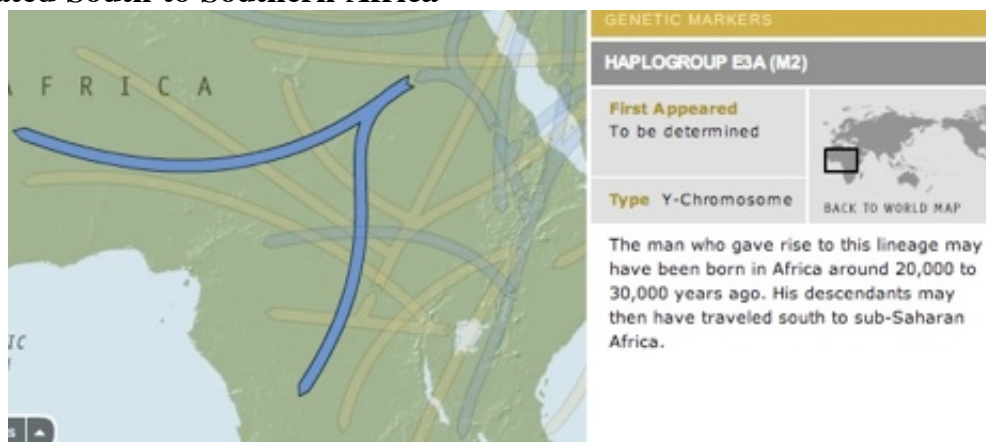 South to Southern Africa
AFRICA
GENETIC MARKERS
HAPLOGROUP E3A (M2)
First Appeared
To be determined
Type Y-Chromosome
BACK TO WORLD MAP
The man who gave rise to this lineage may
have been born in Africa around 20,000 to
30,000 years ago. His descendants may
then have traveled south to sub-Saharan
Africa.